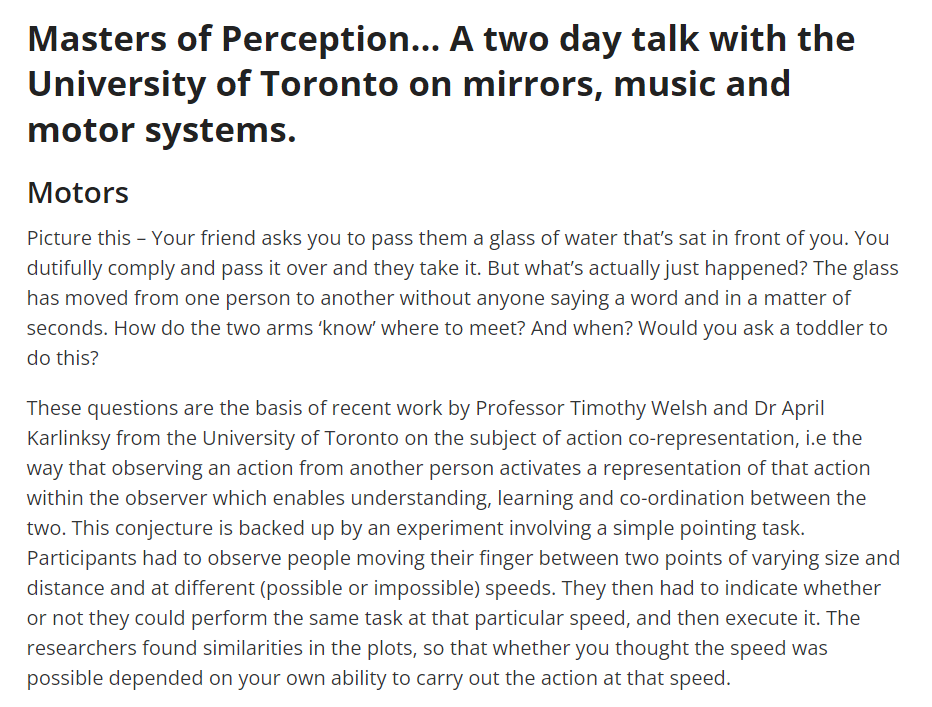 Masters of Perception... A two day talk with the
University of Toronto on mirrors, music and
motor systems.
Motors
Picture this – Your friend asks you to pass them a glass of water that’s sat in front of you. You
dutifully comply and pass it over and they take it. But what’s actually just happened? The glass
has moved from one person to another without anyone saying a word and in a matter of
seconds. How do the two arms ‘know’ where to meet? And when? Would you ask a toddler to
do this?
These questions are the basis of recent work by Professor Timothy Welsh and Dr April
Karlinksy from the University of Toronto on the subject of action co-representation, i.e the
way that observing an action from another person activates a representation of that action
within the observer which enables understanding, learning and co-ordination between the
two. This conjecture is backed up by an experiment involving a simple pointing task.
Participants had to observe people moving their finger between two points of varying size and
distance and at different (possible or impossible) speeds. They then had to indicate whether
or not they could perform the same task at that particular speed, and then execute it. The
researchers found similarities in the plots, so that whether you thought the speed was
possible depended on your own ability to carry out the action at that speed.